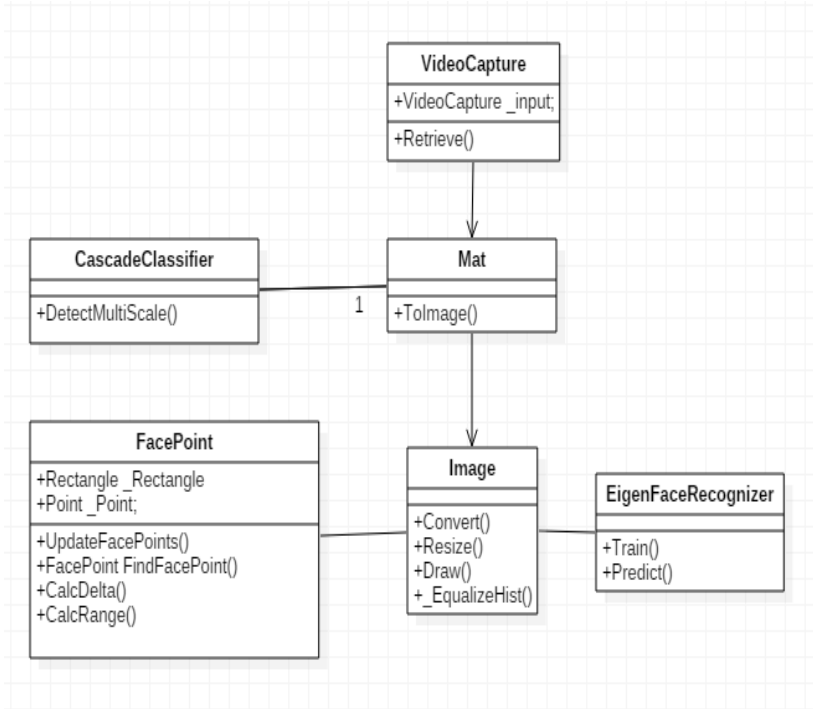 VideoCapture
+VideoCapture _input;
+Retrieve()
CascadeClassifier
+DetectMultiScale()
1
Mat
+ToImage()
FacePoint
+Rectangle _Rectangle
+Point _Point;
+UpdateFacePoints()
+FacePoint FindFacePoint()
+CalcDelta()
+CalcRange()
Image
+Convert()
+Resize()
+Draw()
+_EqualizeHist()
EigenFaceRecognizer
+Train()
+Predict()